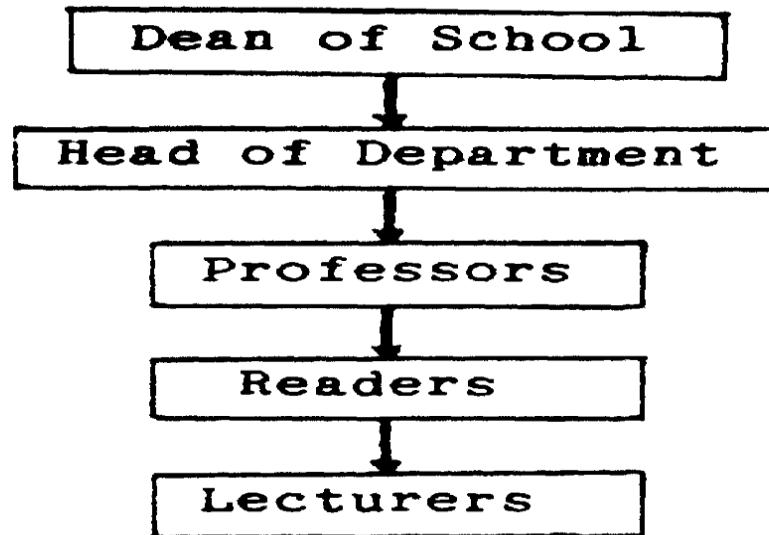 Dean of School
Head of Department
Professors
Readers
Lecturers